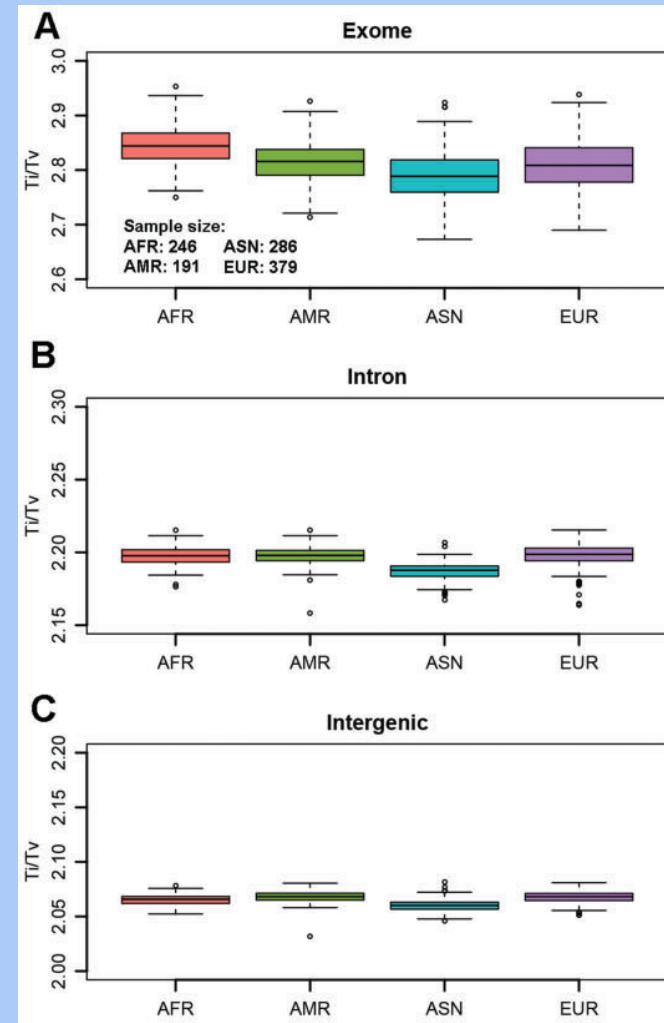 A
Exome
3.0
2.9
2.8
2.7
2.6
Ti/Tv
Sample size:
AFR: 246 ASN: 286
AMR: 191 EUR: 379
AFR AMR ASN EUR
B
Intron
2.30
2.25
2.20
2.15
Ti/Tv
AFR AMR ASN EUR
C
Intergenic
2.20
2.15
2.10
2.05
2.00
Ti/Tv
AFR AMR ASN EUR